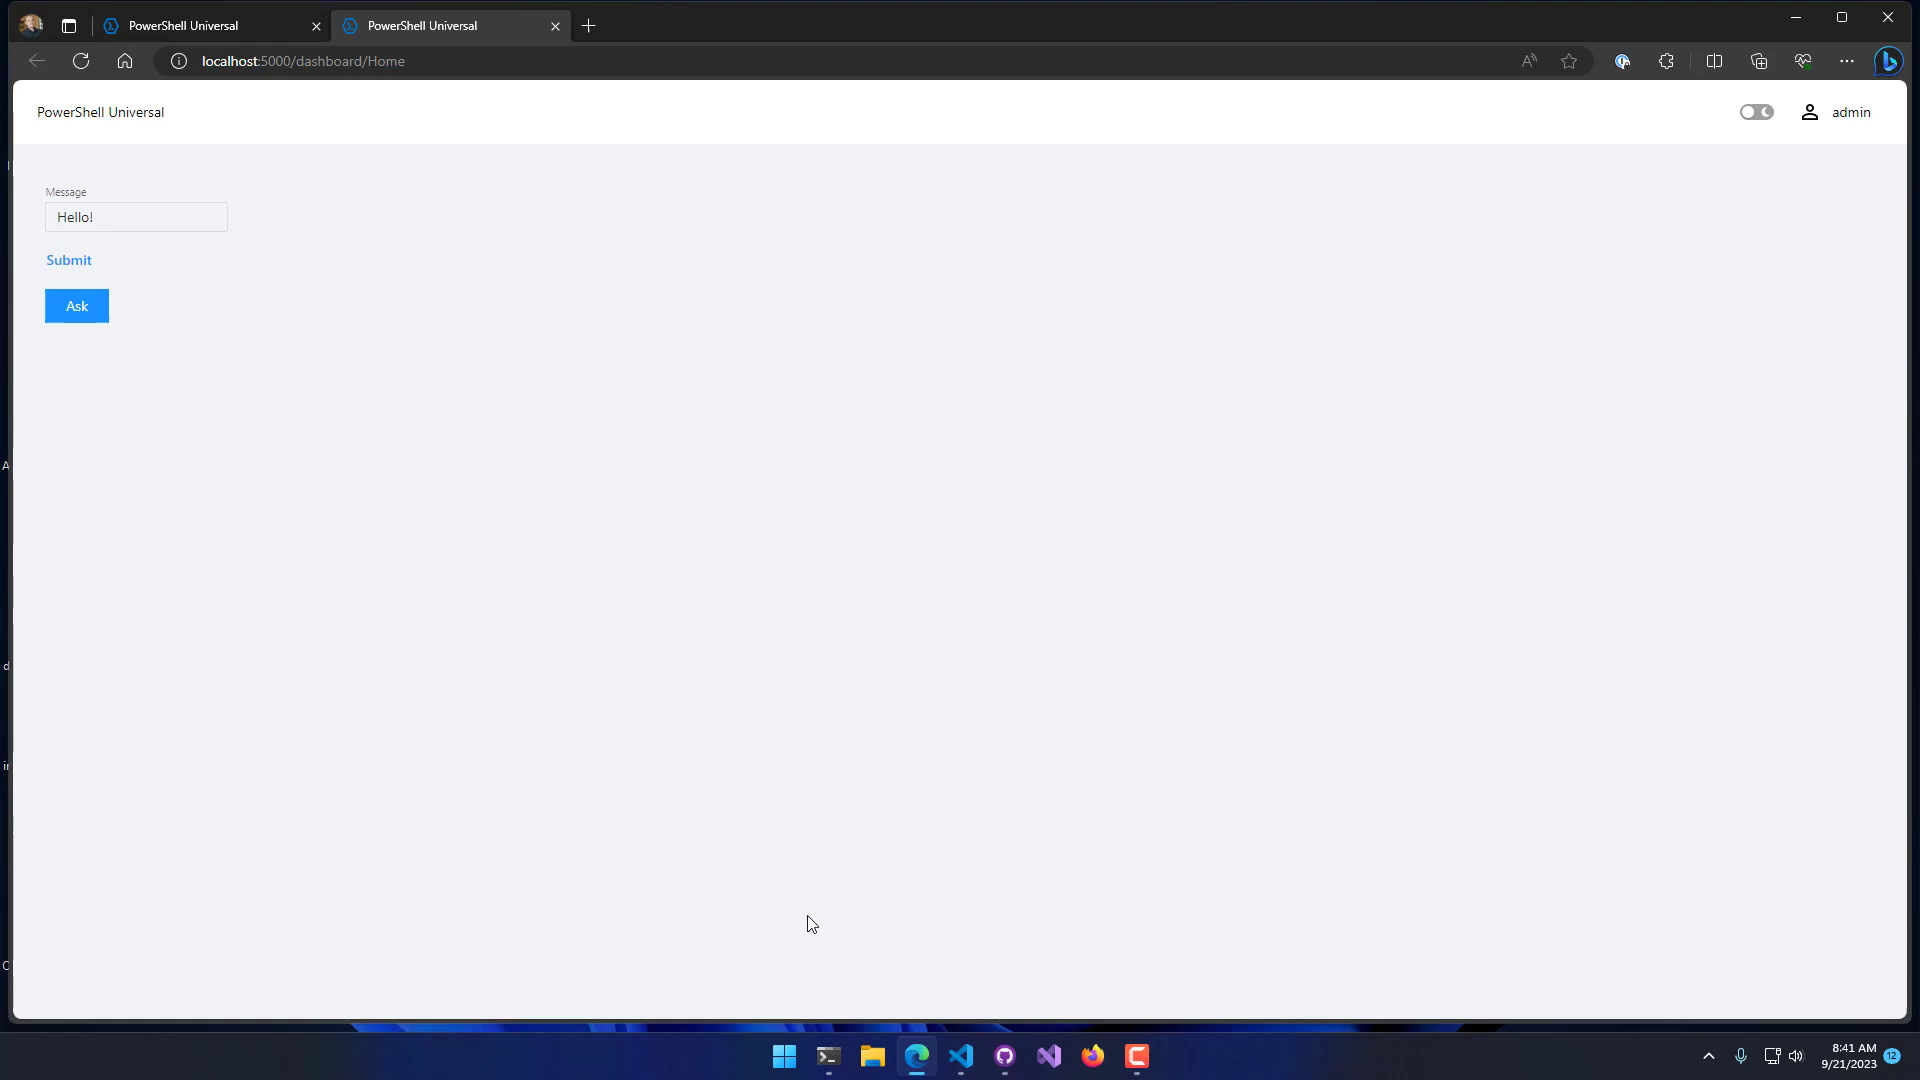 PowerShell Universal
PowerShell Universal
localhost:5000/dashboard/Home
PowerShell Universal
admin
Message
Hello!
Submit
Ask
8:41 AM
9/21/2023
12